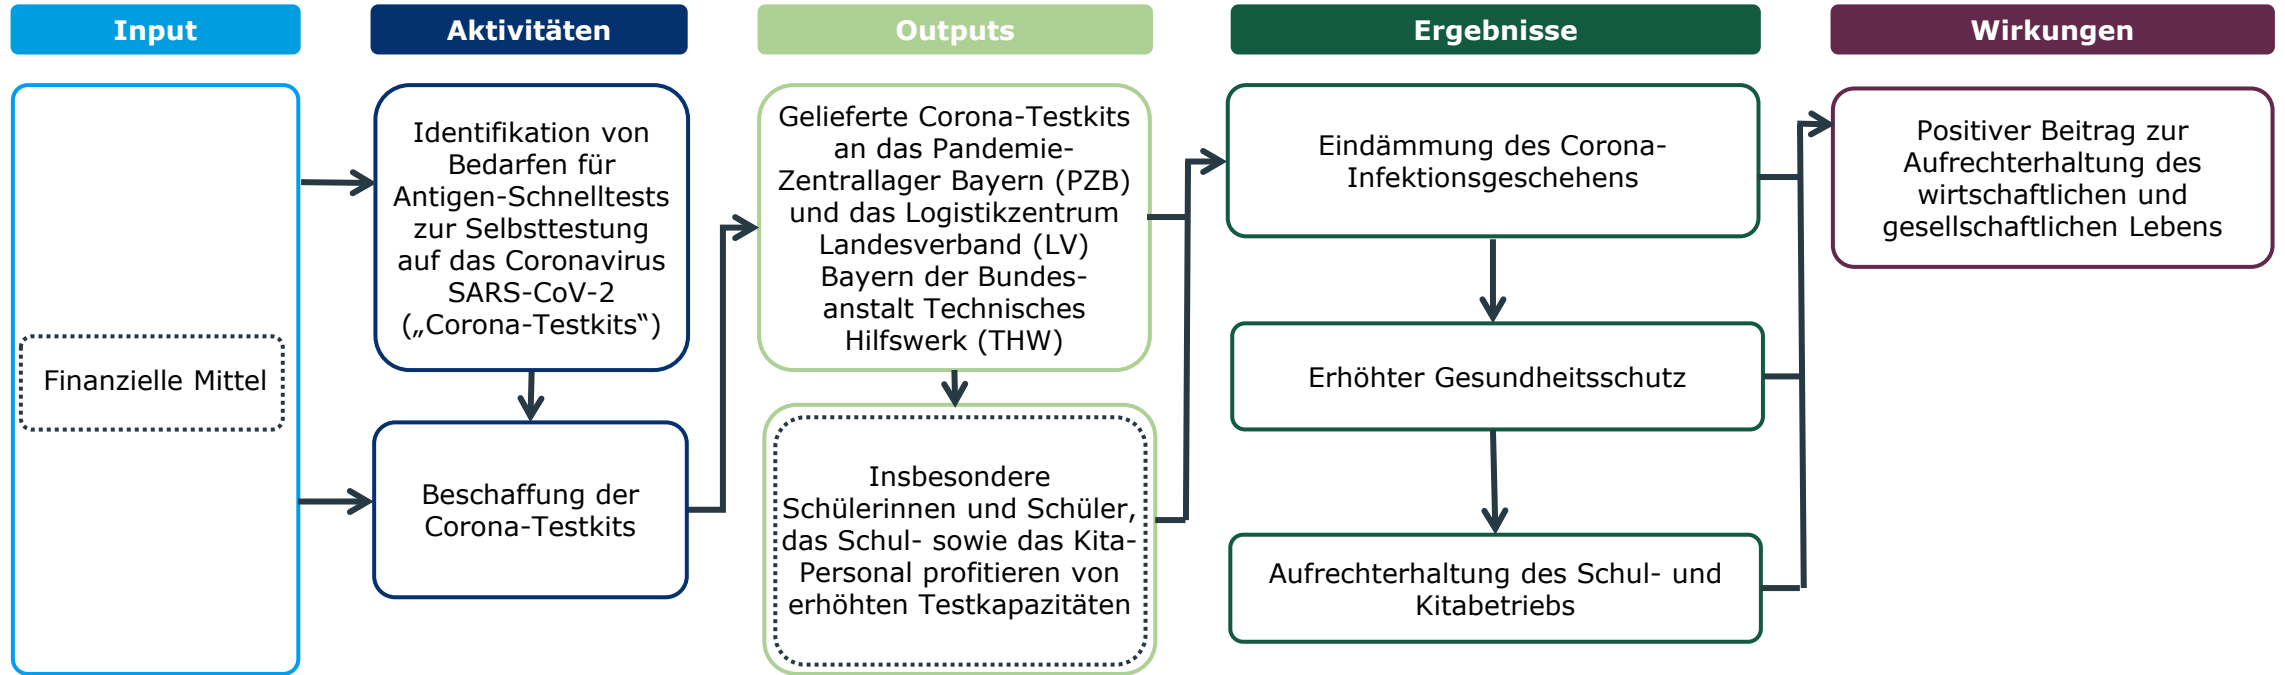 Input
Aktivitäten
Outputs
Ergebnisse
Wirkungen
Finanzielle Mittel
Identifikation von
Bedarfen für
Antigen-Schnelltests
zur Selbsttestung
auf das Coronavirus
SARS-CoV-2
(„Corona-Testkits“)
Beschaffung der
Corona-Testkits
Gelieferte Corona-Testkits
an das Pandemie-
Zentrallager Bayern (PZB)
und das Logistikzentrum
Landesverband (LV)
Bayern der Bundes-
anstalt Technisches
Hilfswerk (THW)
Insbesondere
Schülerinnen und Schüler,
das Schul- sowie das Kita-
Personal profitieren von
erhöhten Testkapazitäten
Eindämmung des Corona-
Infektionsgeschehens
Erhöhter Gesundheitsschutz
Aufrechterhaltung des Schul- und
Kitabetriebs
Positiver Beitrag zur
Aufrechterhaltung des
wirtschaftlichen und
gesellschaftlichen Lebens